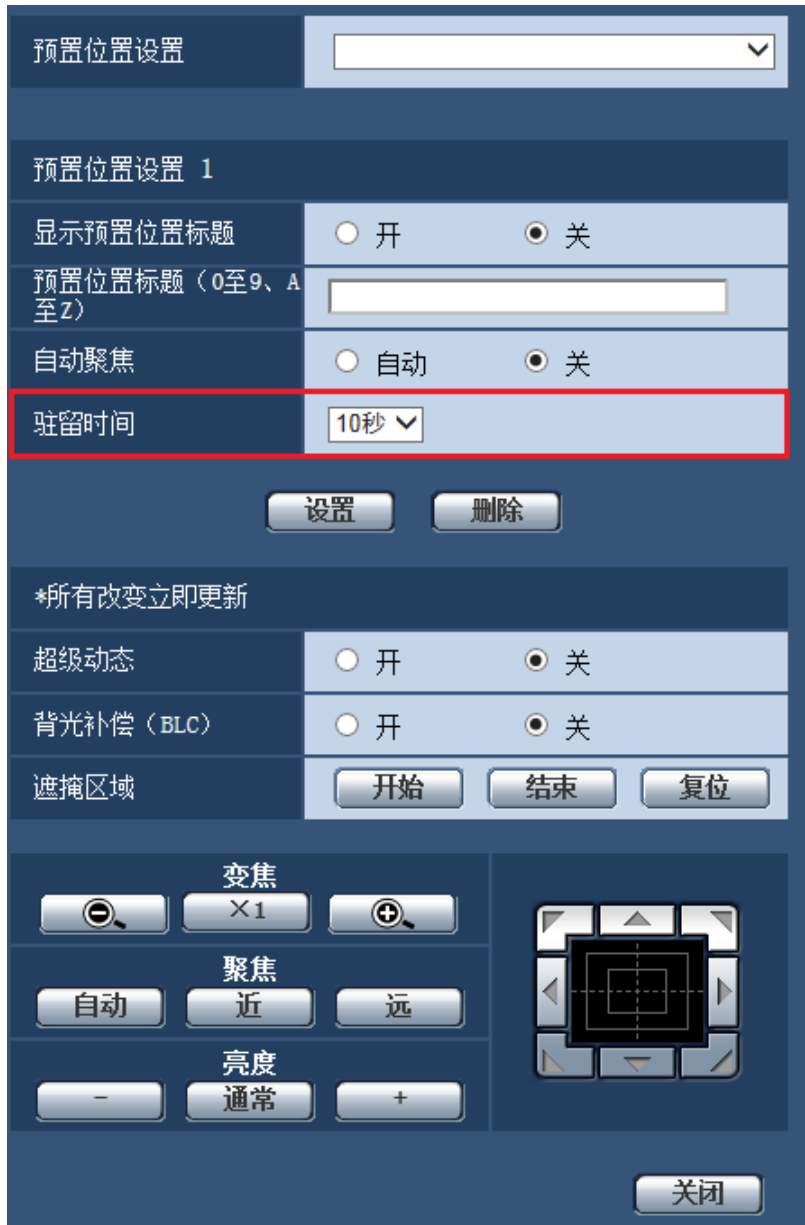 预置位置设置
预置位置设置 1
显示预置位置标题 开 关
预置位置标题（0至9、A
至Z）
自动聚焦 自动 关
驻留时间 10秒
设置 删除
*所有改变立即更新
超级动态 开 关
背光补偿（BLC） 开 关
遮掩区域 开始 结束 复位
变焦
×1
聚焦
自动 近 远
亮度
- 通常 +
关闭